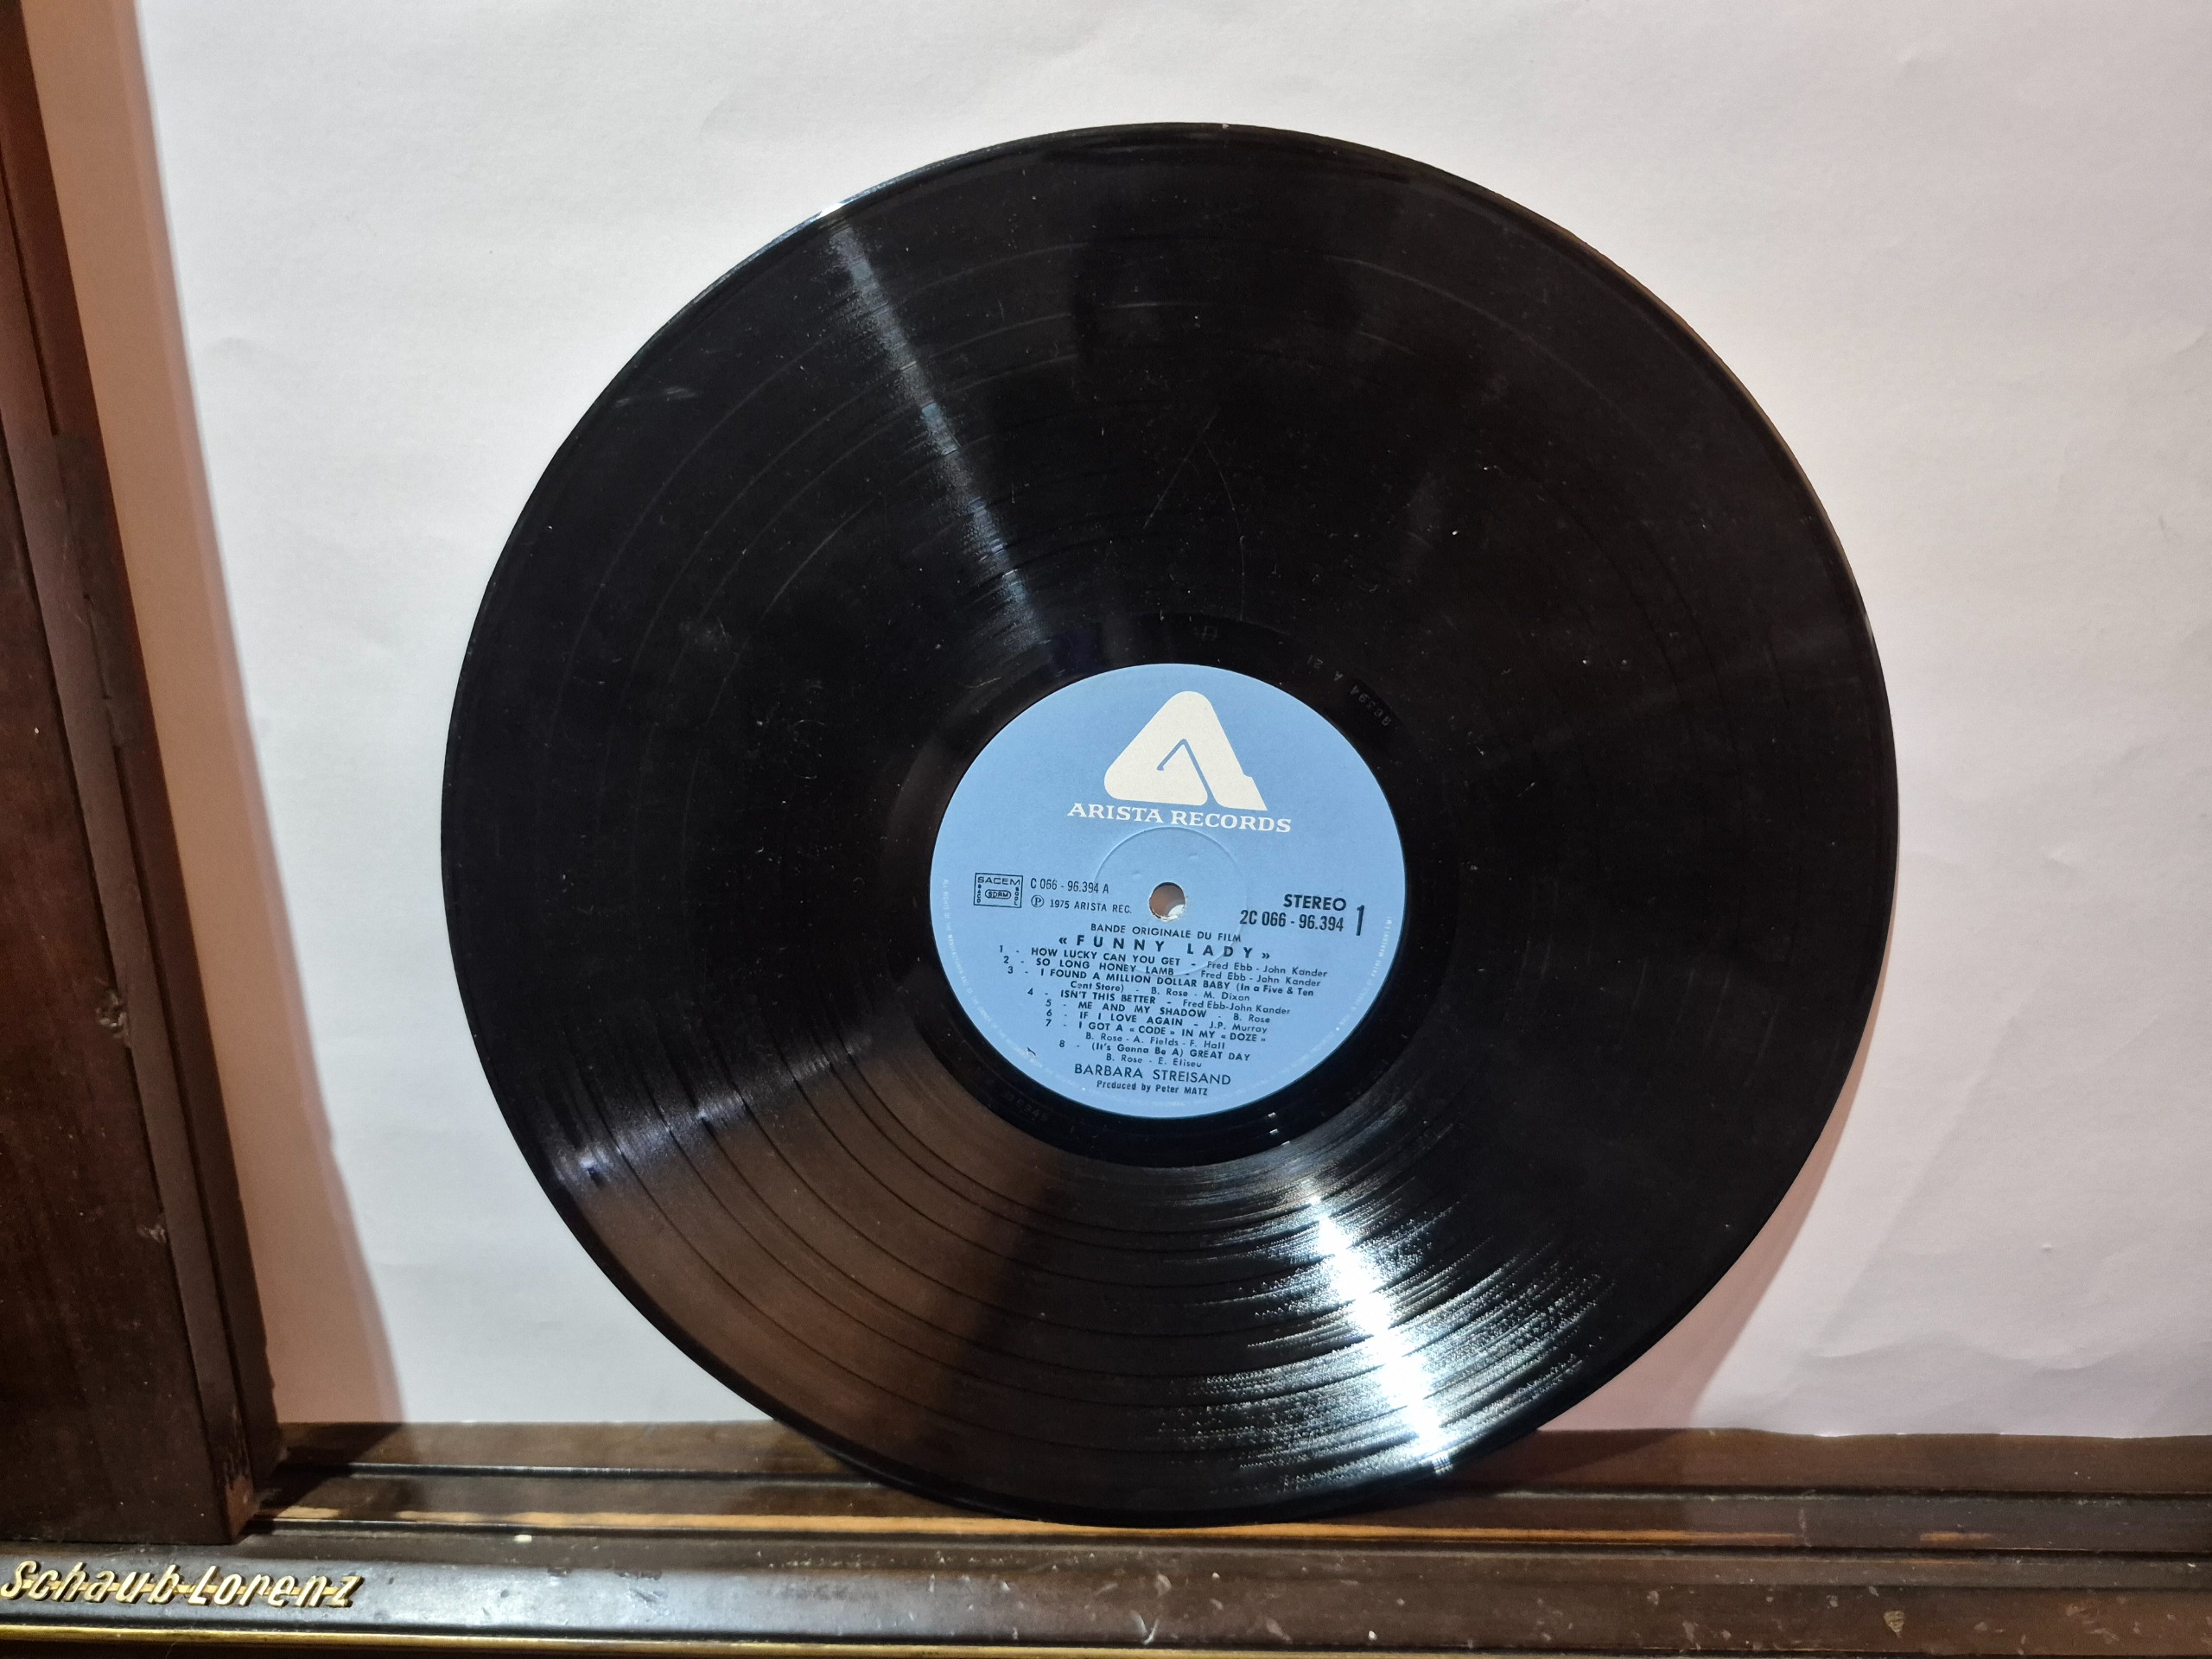 ARISTA RECORDS
SACEM
SDRM
C 066 - 96.394 A
Ⓟ 1975 ARISTA REC.
STEREO
2C 066 - 96.394 1
BANDE ORIGINALE DU FILM
« FUNNY LADY »
1 - HOW LUCKY CAN YOU GET - Fred Ebb - John Kander
2 - SO LONG HONEY LAMB - Fred Ebb - John Kander
3 - I FOUND A MILLION DOLLAR BABY (In a Five & Ten
Cent Store) - B. Rose - M. Dixon
4 - ISN'T THIS BETTER - Fred Ebb-John Kander
5 - ME AND MY SHADOW - B. Rose
6 - IF I LOVE AGAIN - J.P. Murray
7 - I GOT A « CODE » IN MY « DOZE »
B. Rose - A. Fields - F. Hall
8 - (It's Gonna Be A) GREAT DAY
B. Rose - E. Eliseu
BARBARA STREISAND
Produced by Peter MATZ
96394 A 21
Schaub-Lorenz